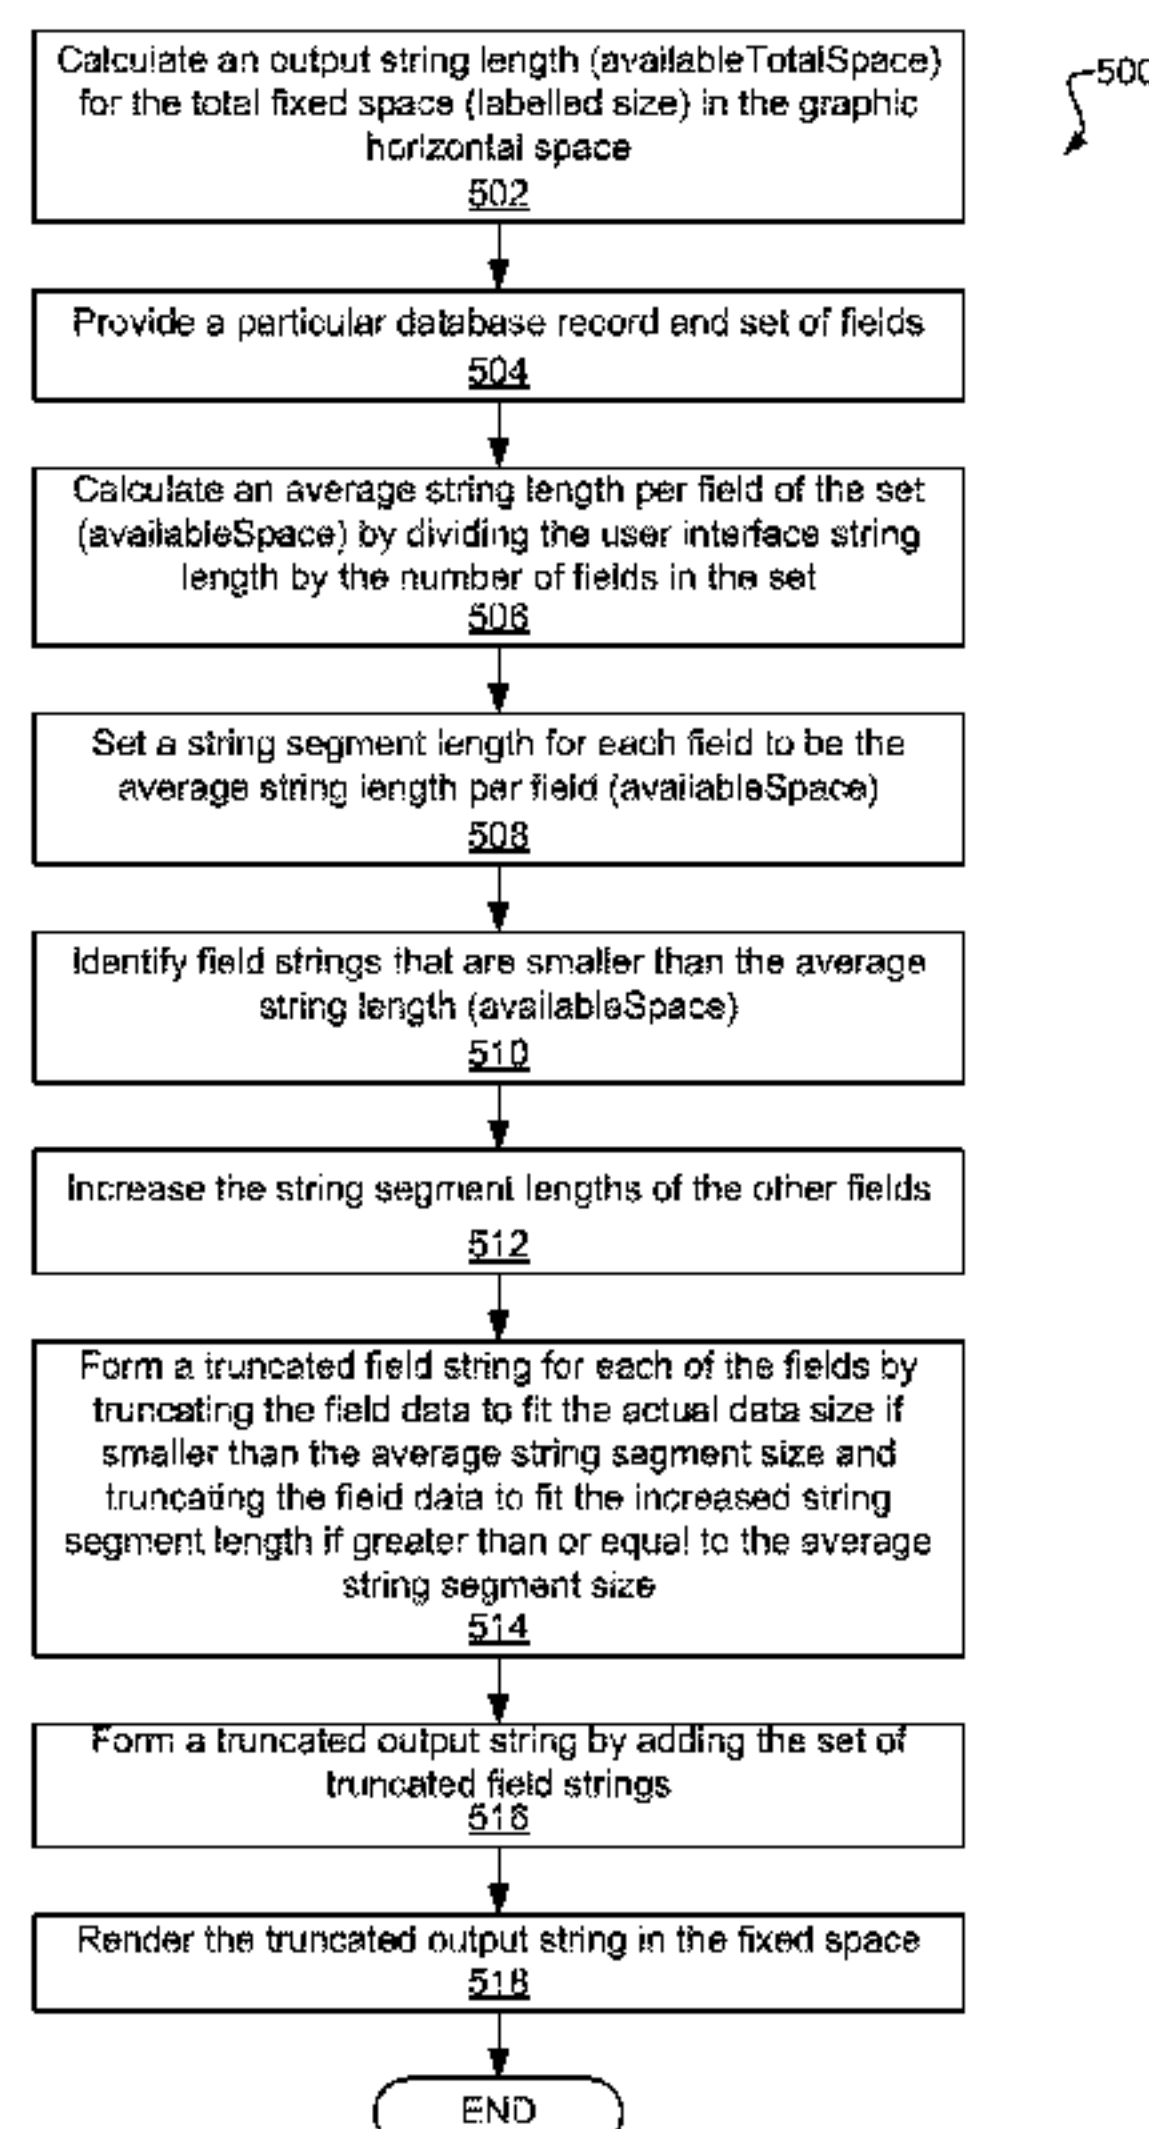 Calculate an output string length (availableTotalSpace)
for the total fixed space (labelled size) in the graphic
horizontal space
502
500
Provide a particular database record and set of fields
504
Calculate an average string length per field of the set
(availableSpace) by dividing the user interface string
length by the number of fields in the set
506
Set a string segment length for each field to be the
average string length per field (availableSpace)
508
Identify field strings that are smaller than the average
string length (availableSpace)
510
Increase the string segment lengths of the other fields
512
Form a truncated field string for each of the fields by
truncating the field data to fit the actual data size if
smaller than the average string segment size and
truncating the field data to fit the increased string
segment length if greater than or equal to the average
string segment size
514
Form a truncated output string by adding the set of
truncated field strings
516
Render the truncated output string in the fixed space
518
END